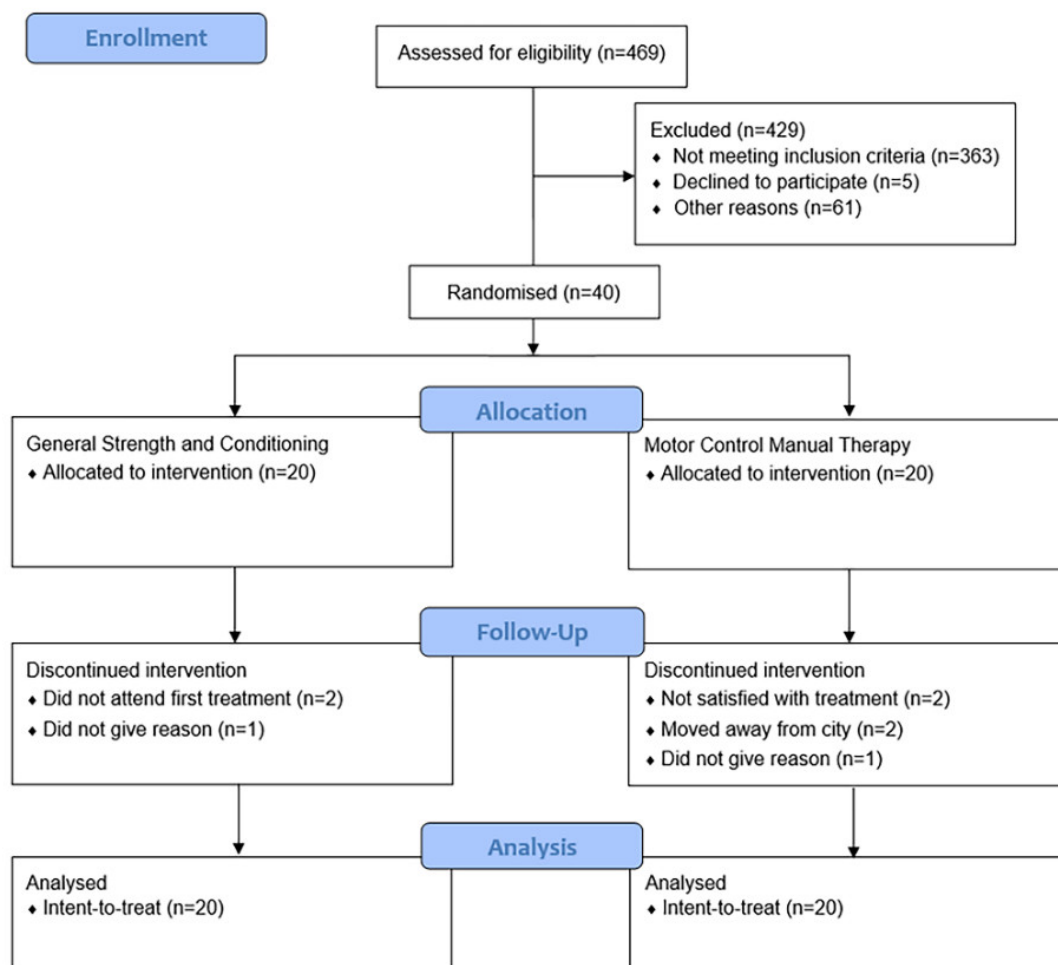 Enrollment
Assessed for eligibility (n=469)
Excluded (n=429)
♦ Not meeting inclusion criteria (n=363)
♦ Declined to participate (n=5)
♦ Other reasons (n=61)
Randomised (n=40)
Allocation
General Strength and Conditioning
♦ Allocated to intervention (n=20)
Motor Control Manual Therapy
♦ Allocated to intervention (n=20)
Follow-Up
Discontinued intervention
♦ Did not attend first treatment (n=2)
♦ Did not give reason (n=1)
Discontinued intervention
♦ Not satisfied with treatment (n=2)
♦ Moved away from city (n=2)
♦ Did not give reason (n=1)
Analysis
Analysed
♦ Intent-to-treat (n=20)
Analysed
♦ Intent-to-treat (n=20)